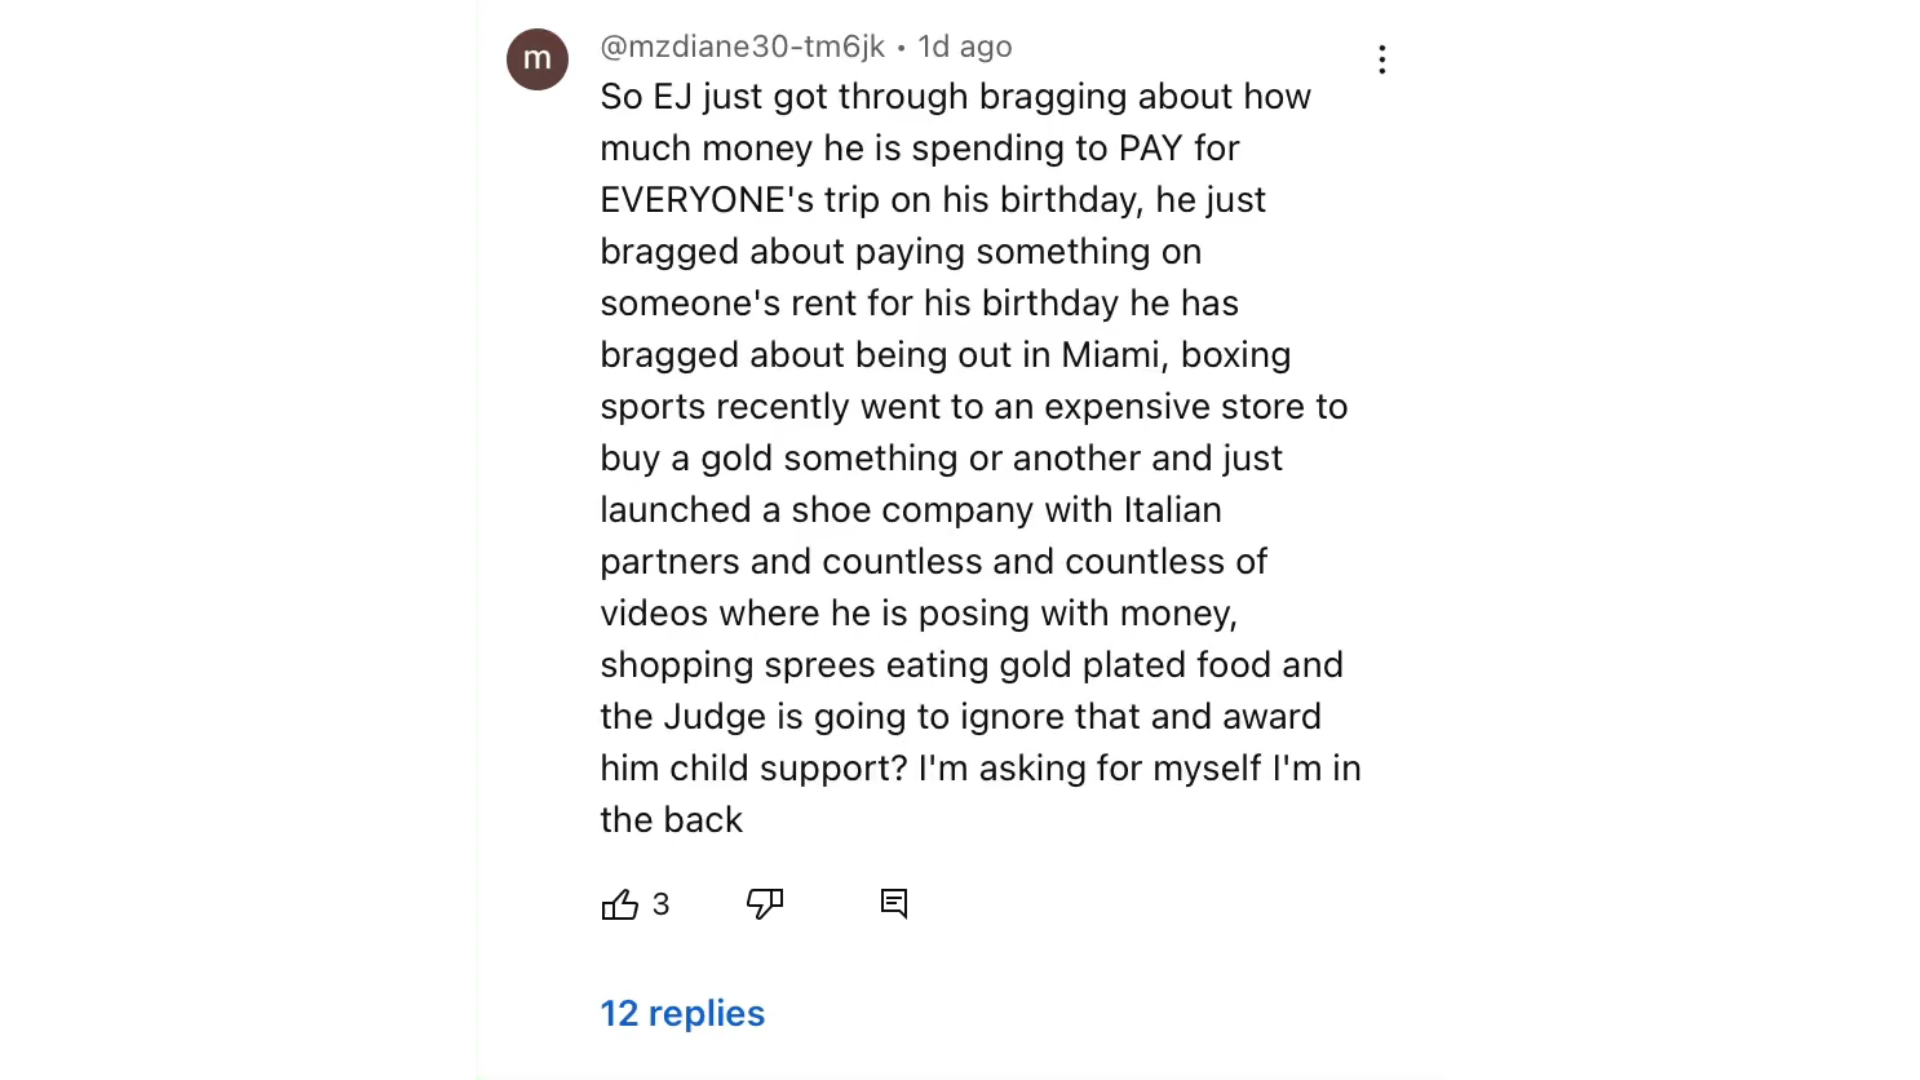 m
@mzdiane30-tm6jk • 1d ago
So EJ just got through bragging about how
much money he is spending to PAY for
EVERYONE's trip on his birthday, he just
bragged about paying something on
someone's rent for his birthday he has
bragged about being out in Miami, boxing
sports recently went to an expensive store to
buy a gold something or another and just
launched a shoe company with Italian
partners and countless and countless of
videos where he is posing with money,
shopping sprees eating gold plated food and
the Judge is going to ignore that and award
him child support? I'm asking for myself I'm in
the back
3
12 replies